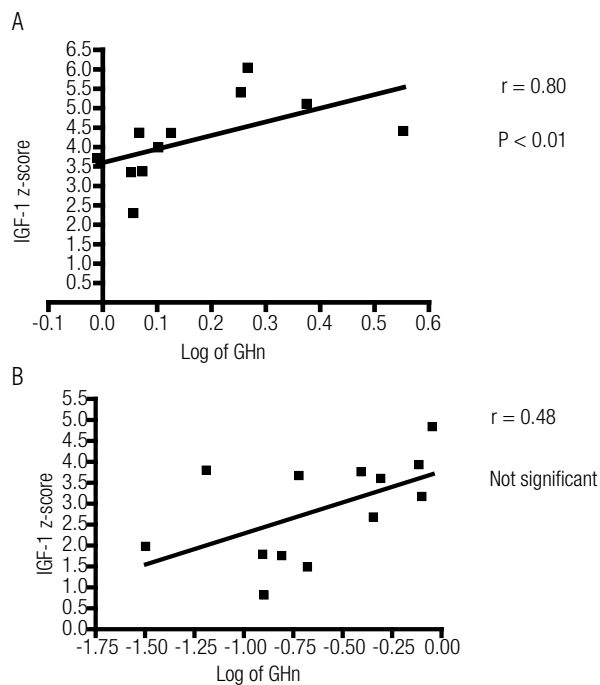 A
6.5
6.0
5.5
5.0
4.5
4.0
3.5
3.0
2.5
2.0
1.5
1.0
0.5
IGF-1 z-score
-0.1 0.0 0.1 0.2 0.3 0.4 0.5 0.6
Log of GHn
r = 0.80
P < 0.01
B
5.5
5.0
4.5
4.0
3.5
3.0
2.5
2.0
1.5
1.0
0.5
0.0
IGF-1 z-score
-1.75 -1.50 -1.25 -1.00 -0.75 -0.50 -0.25 0.00
Log of GHn
r = 0.48
Not significant